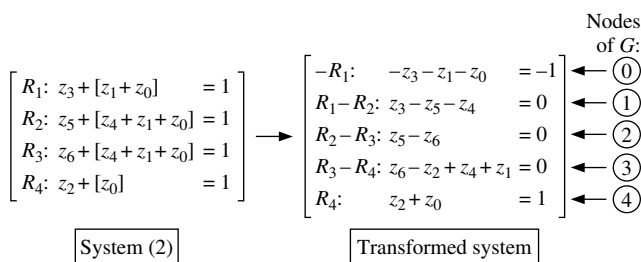 Nodes
of G:
R1: z3 + [z1 + z0] = 1
R2: z5 + [z4 + z1 + z0] = 1
R3: z6 + [z4 + z1 + z0] = 1
R4: z2 + [z0] = 1
System (2)
–R1: –z3 – z1 – z0 = –1 0
R1 – R2: z3 – z5 – z4 = 0 1
R2 – R3: z5 – z6 = 0 2
R3 – R4: z6 – z2 + z4 + z1 = 0 3
R4: z2 + z0 = 1 4
Transformed system